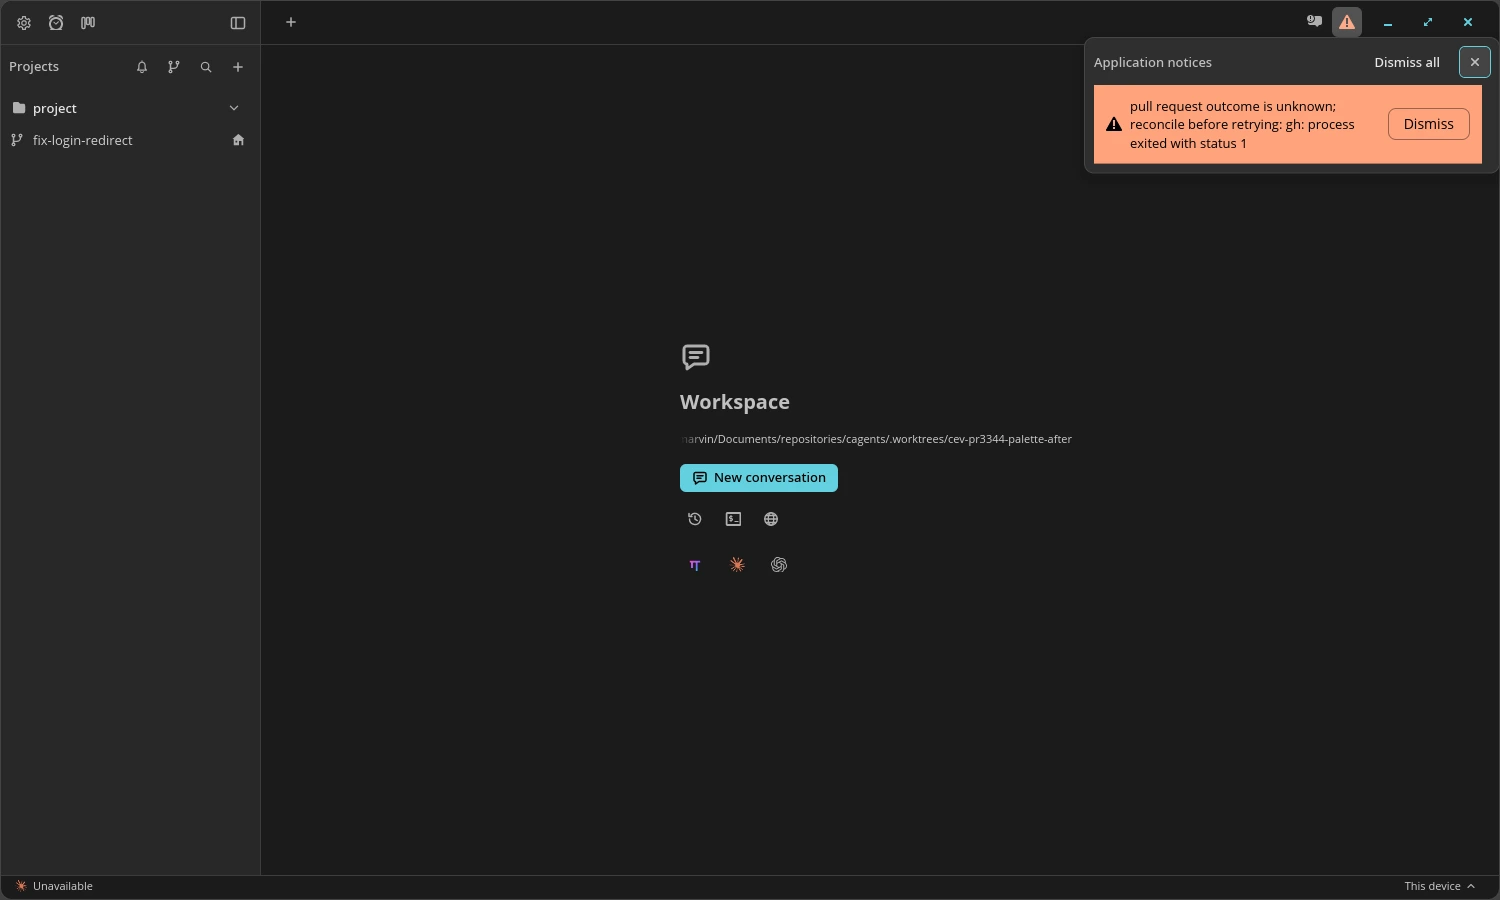 Projects
project
fix-login-redirect
Application notices
Dismiss all
pull request outcome is unknown;
reconcile before retrying: gh: process
exited with status 1
Dismiss
Workspace
arvin/Documents/repositories/cagents/.worktrees/cev-pr3344-palette-after
New conversation
Unavailable
This device